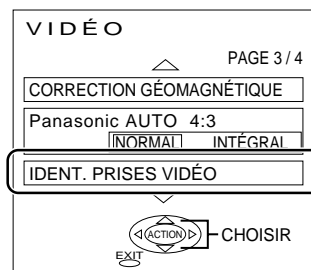 VIDÉO
PAGE 3 / 4
CORRECTION GÉOMAGNÉTIQUE
Panasonic AUTO 4:3
NORMAL INTÉGRAL
IDENT. PRISES VIDÉO
ACTION
CHOISIR
EXIT